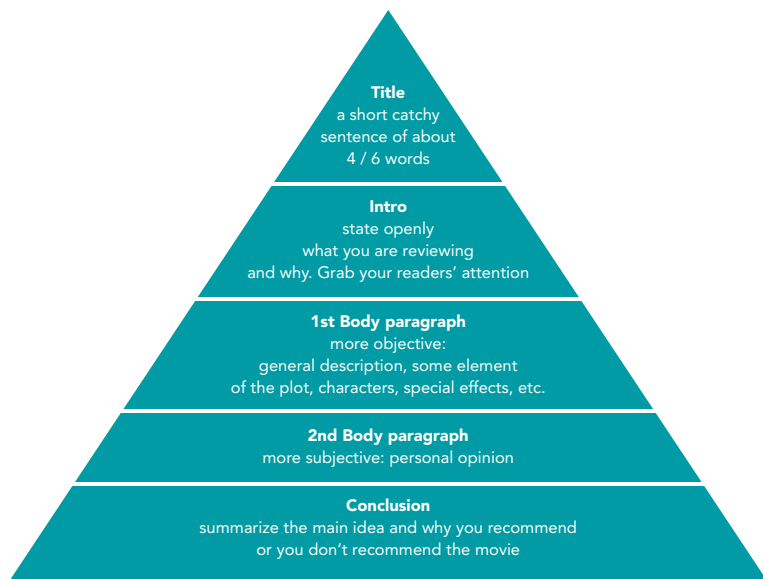 Title
a short catchy
sentence of about
4 / 6 words
Intro
state openly
what you are reviewing
and why. Grab your readers’ attention
1st Body paragraph
more objective:
general description, some element
of the plot, characters, special effects, etc.
2nd Body paragraph
more subjective: personal opinion
Conclusion
summarize the main idea and why you recommend
or you don’t recommend the movie